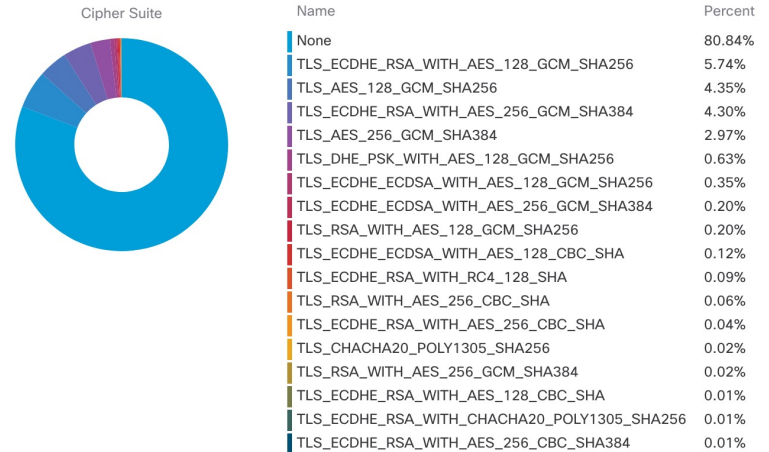 Cipher Suite
Name Percent
None 80.84%
TLS_ECDHE_RSA_WITH_AES_128_GCM_SHA256 5.74%
TLS_AES_128_GCM_SHA256 4.35%
TLS_ECDHE_RSA_WITH_AES_256_GCM_SHA384 4.30%
TLS_AES_256_GCM_SHA384 2.97%
TLS_DHE_PSK_WITH_AES_128_GCM_SHA256 0.63%
TLS_ECDHE_ECDSA_WITH_AES_128_GCM_SHA256 0.35%
TLS_ECDHE_ECDSA_WITH_AES_256_GCM_SHA384 0.20%
TLS_RSA_WITH_AES_128_GCM_SHA256 0.20%
TLS_ECDHE_ECDSA_WITH_AES_128_CBC_SHA 0.12%
TLS_ECDHE_RSA_WITH_RC4_128_SHA 0.09%
TLS_RSA_WITH_AES_256_CBC_SHA 0.06%
TLS_ECDHE_RSA_WITH_AES_256_CBC_SHA 0.04%
TLS_CHACHA20_POLY1305_SHA256 0.02%
TLS_RSA_WITH_AES_256_GCM_SHA384 0.02%
TLS_ECDHE_RSA_WITH_AES_128_CBC_SHA 0.01%
TLS_ECDHE_RSA_WITH_CHACHA20_POLY1305_SHA256 0.01%
TLS_ECDHE_RSA_WITH_AES_256_CBC_SHA384 0.01%